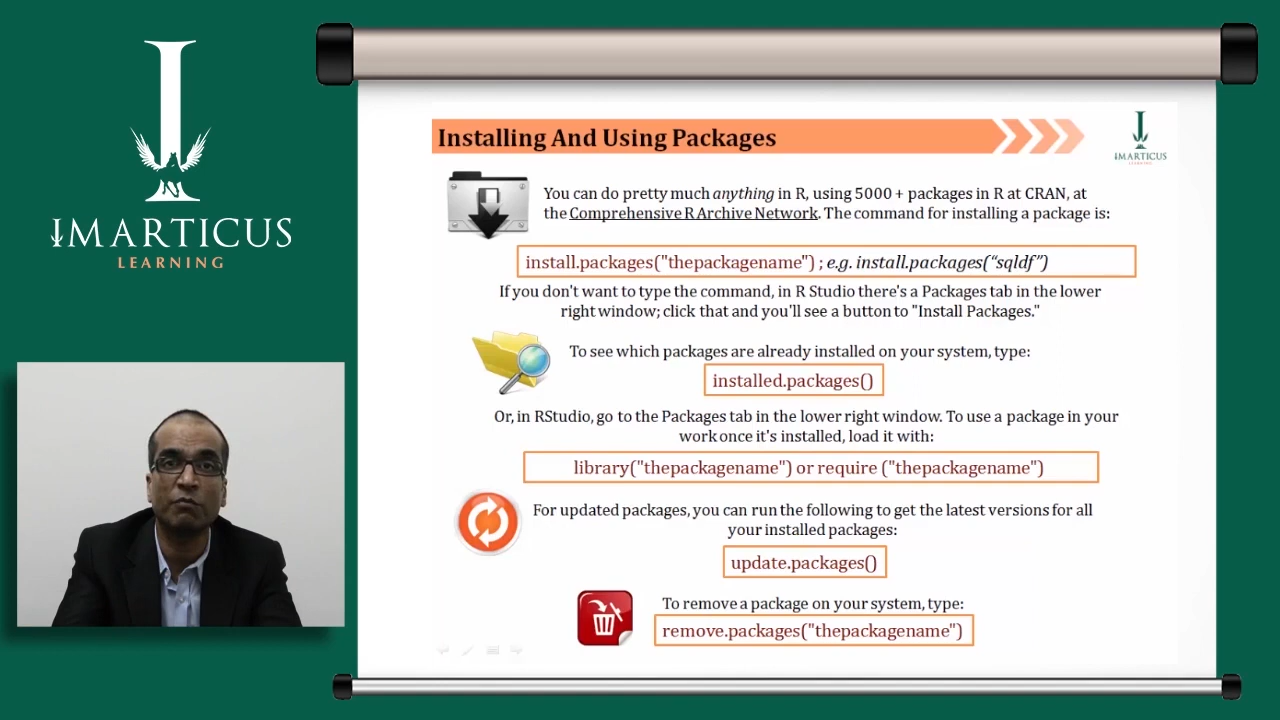 IMARTICUS
LEARNING
Installing And Using Packages
IMARTICUS
LEARNING
You can do pretty much anything in R, using 5000 + packages in R at CRAN, at
the Comprehensive R Archive Network. The command for installing a package is:
install.packages("thepackagename") ; e.g. install.packages(“sqldf”)
If you don't want to type the command, in R Studio there's a Packages tab in the lower
right window; click that and you'll see a button to "Install Packages."
To see which packages are already installed on your system, type:
installed.packages()
Or, in RStudio, go to the Packages tab in the lower right window. To use a package in your
work once it's installed, load it with:
library("thepackagename") or require ("thepackagename")
For updated packages, you can run the following to get the latest versions for all
your installed packages:
update.packages()
To remove a package on your system, type:
remove.packages("thepackagename")